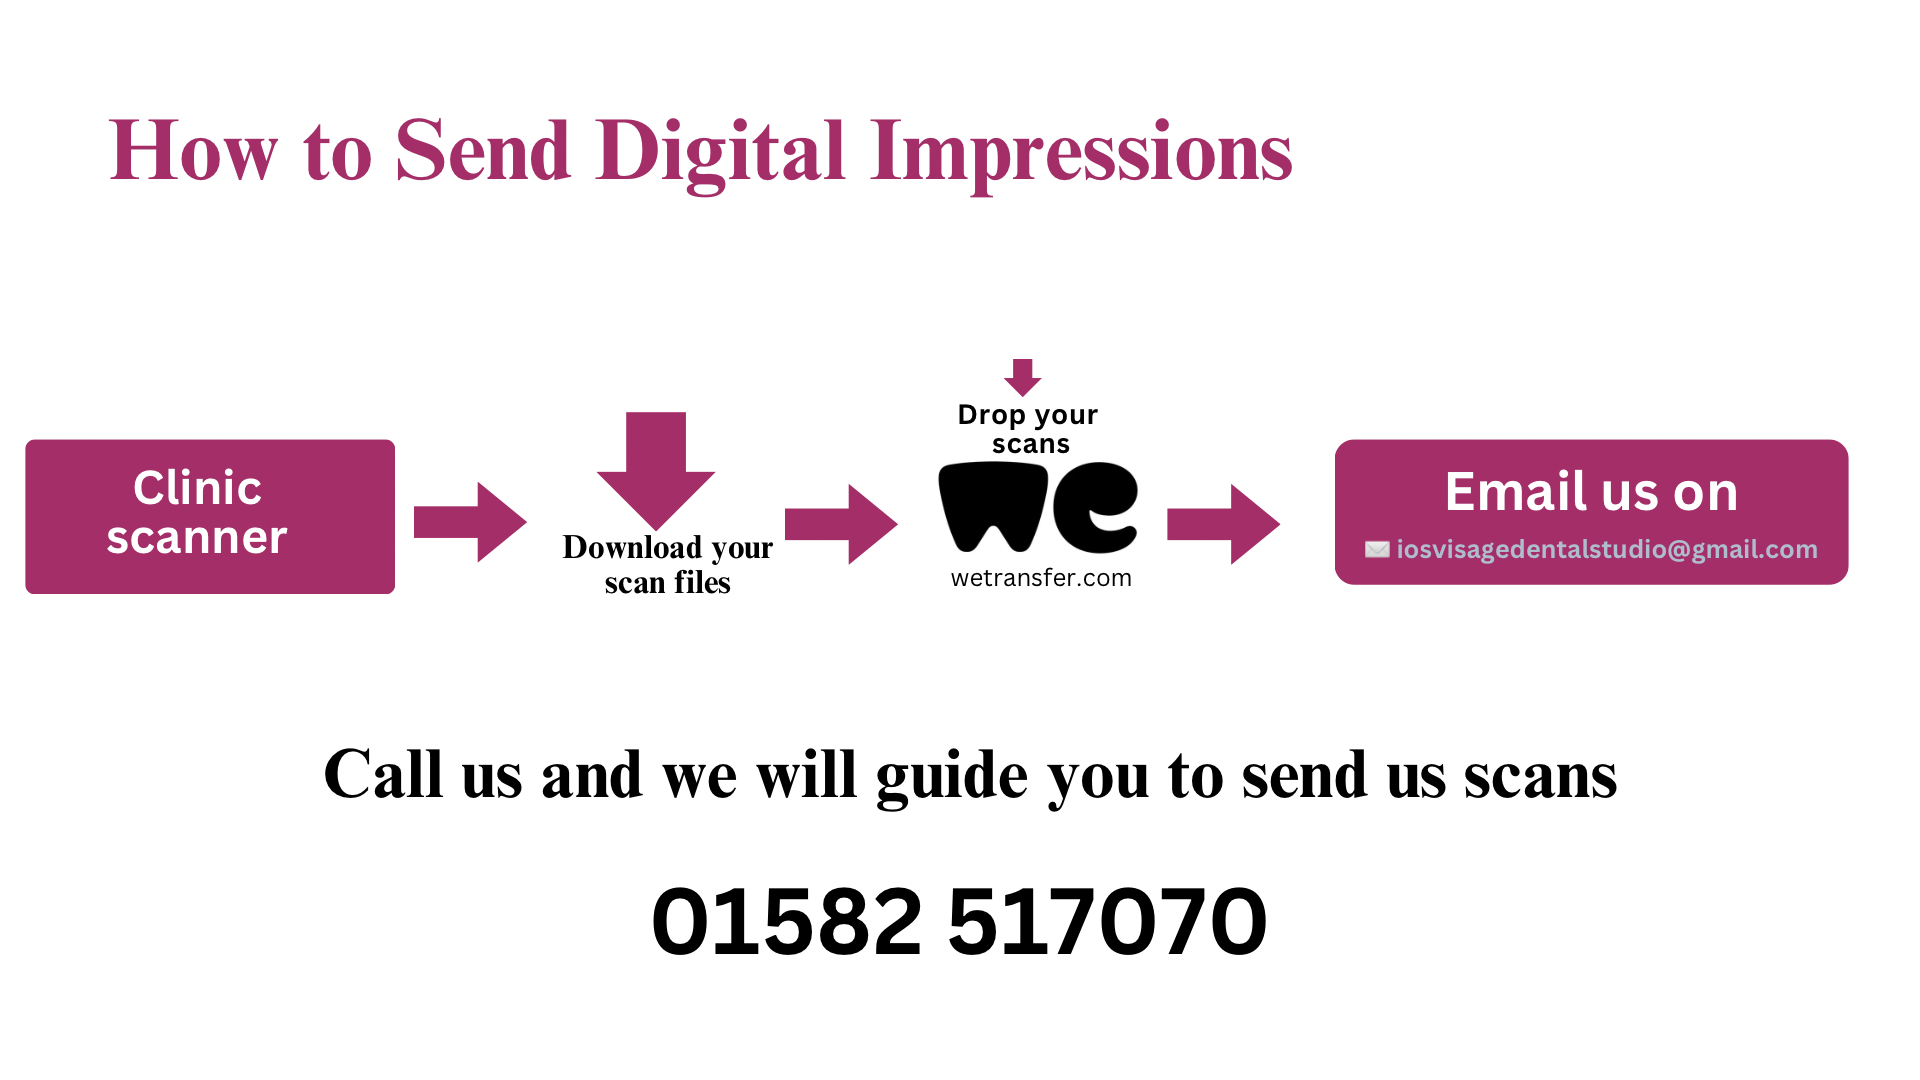 How to Send Digital Impressions
Clinic
scanner
Download your
scan files
Drop your
scans
we
wetransfer.com
Email us on
✉️ iosvisagedentalstudio@gmail.com
Call us and we will guide you to send us scans
01582 517070